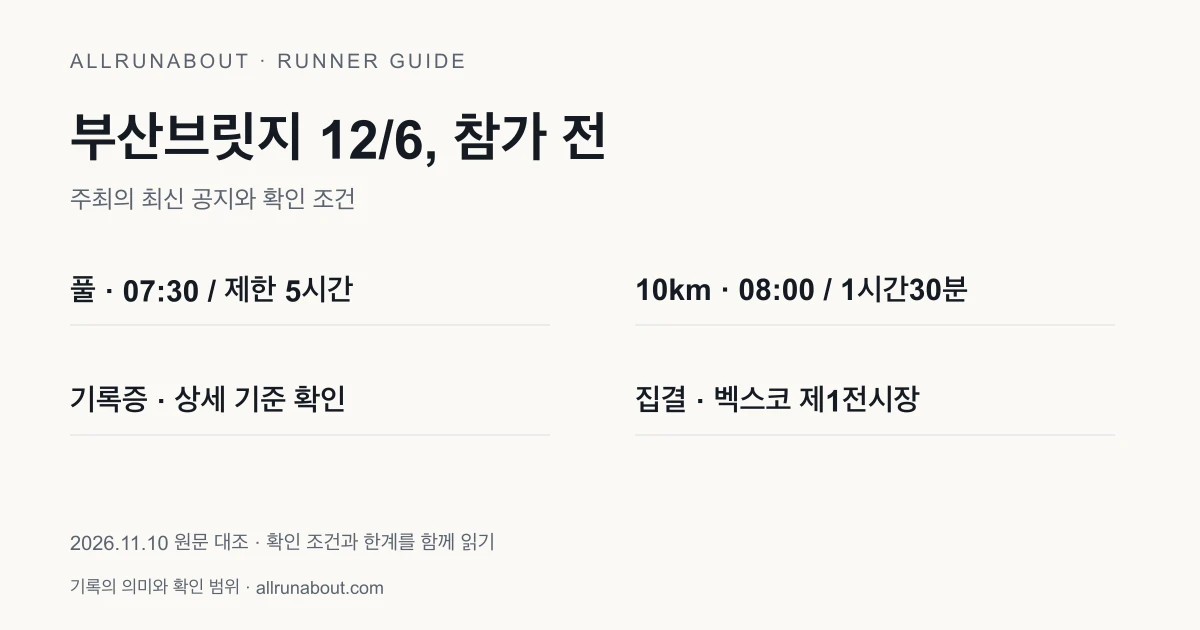 ALLRUNABOUT · RUNNER GUIDE
부산브릿지 12/6, 참가 전
주최의 최신 공지와 확인 조건
풀 · 07:30 / 제한 5시간
10km · 08:00 / 1시간30분
기록증 · 상세 기준 확인
집결 · 벡스코 제1전시장
2026.11.10 원문 대조 · 확인 조건과 한계를 함께 읽기
기록의 의미와 확인 범위 · allrunabout.com